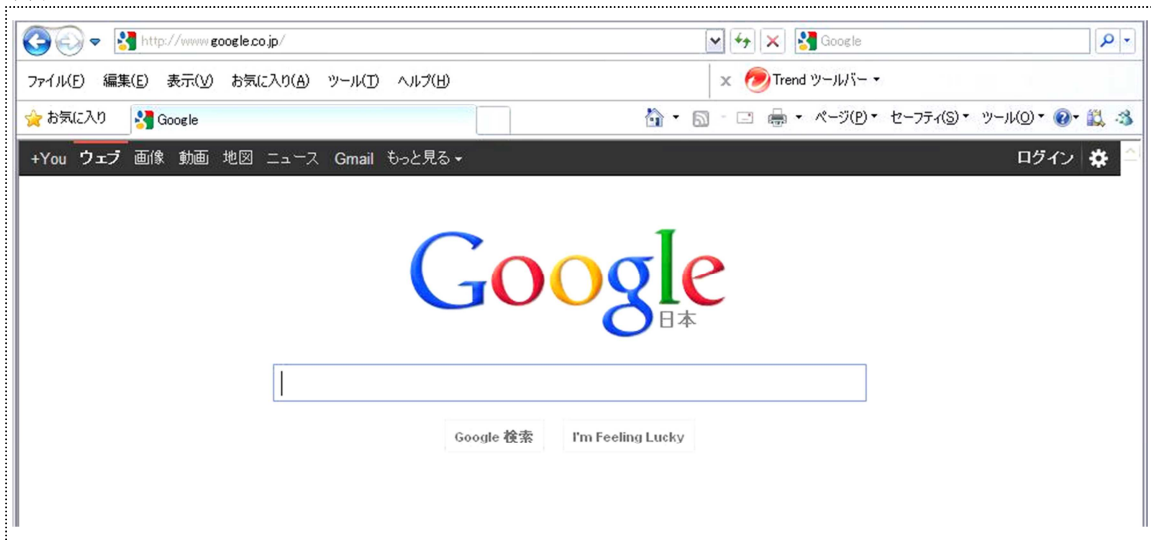 http://www.google.co.jp/ Google
ファイル(F) 編集(E) 表示(V) お気に入り(A) ツール(T) ヘルプ(H) x Trend ツールバー
お気に入り Google ページ(P) セーフティ(S) ツール(O)
+You ウェブ 画像 動画 地図 ニュース Gmail もっと見る ログイン
Google
日本
Google 検索 I'm Feeling Lucky